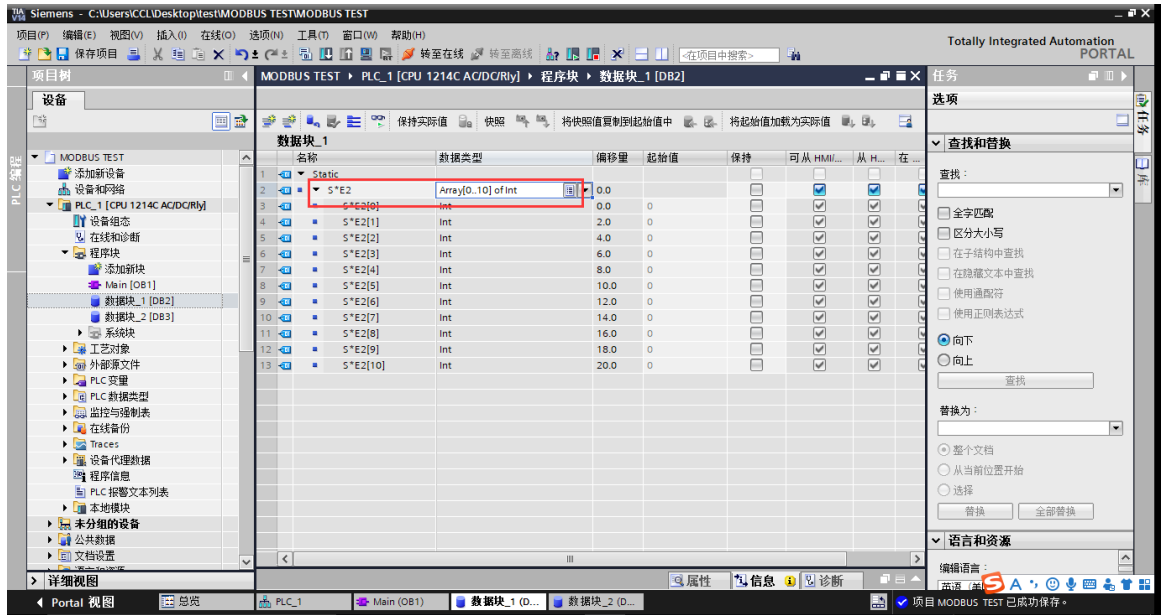 TIA V14 Siemens - C:\Users\CCL\Desktop\test\MODBUS TEST\MODBUS TEST
项目(P) 编辑(E) 视图(V) 插入(I) 在线(O) 选项(N) 工具(T) 窗口(W) 帮助(H)
Totally Integrated Automation
PORTAL
保存项目 转至在线 转至离线 <在项目中搜索>
项目树
MODBUS TEST PLC_1 [CPU 1214C AC/DC/Rly] 程序块 数据块_1 [DB2]
任务
设备
选项
保持实际值 快照 将快照值复制到起始值中 将起始值加载为实际值
数据块_1
名称 数据类型 偏移量 起始值 保持 可从 HMI/... 从 H... 在 ...
1 Static
2 S*E2 Array[0..10] of Int 0.0
3 S*E2[0] Int 0.0 0
4 S*E2[1] Int 2.0 0
5 S*E2[2] Int 4.0 0
6 S*E2[3] Int 6.0 0
7 S*E2[4] Int 8.0 0
8 S*E2[5] Int 10.0 0
9 S*E2[6] Int 12.0 0
10 S*E2[7] Int 14.0 0
11 S*E2[8] Int 16.0 0
12 S*E2[9] Int 18.0 0
13 S*E2[10] Int 20.0 0
PLC 编程
MODBUS TEST
添加新设备
设备和网络
PLC_1 [CPU 1214C AC/DC/Rly]
设备组态
在线和诊断
程序块
添加新块
Main [OB1]
数据块_1 [DB2]
数据块_2 [DB3]
系统块
工艺对象
外部源文件
PLC 变量
PLC 数据类型
监控与强制表
在线备份
Traces
设备代理数据
程序信息
PLC 报警文本列表
本地模块
未分组的设备
公共数据
文档设置
详细视图
查找和替换
查找：
全字匹配
区分大小写
在子结构中查找
在隐藏文本中查找
使用通配符
使用正则表达式
向下
向上
查找
替换为：
整个文档
从当前位置开始
选择
替换 全部替换
语言和资源
编辑语言：
英语 (美
任务
库
属性 信息 诊断
Portal 视图 总览 PLC_1 Main (OB1) 数据块_1 (D... 数据块_2 (D... 项目 MODBUS TEST 已成功保存。